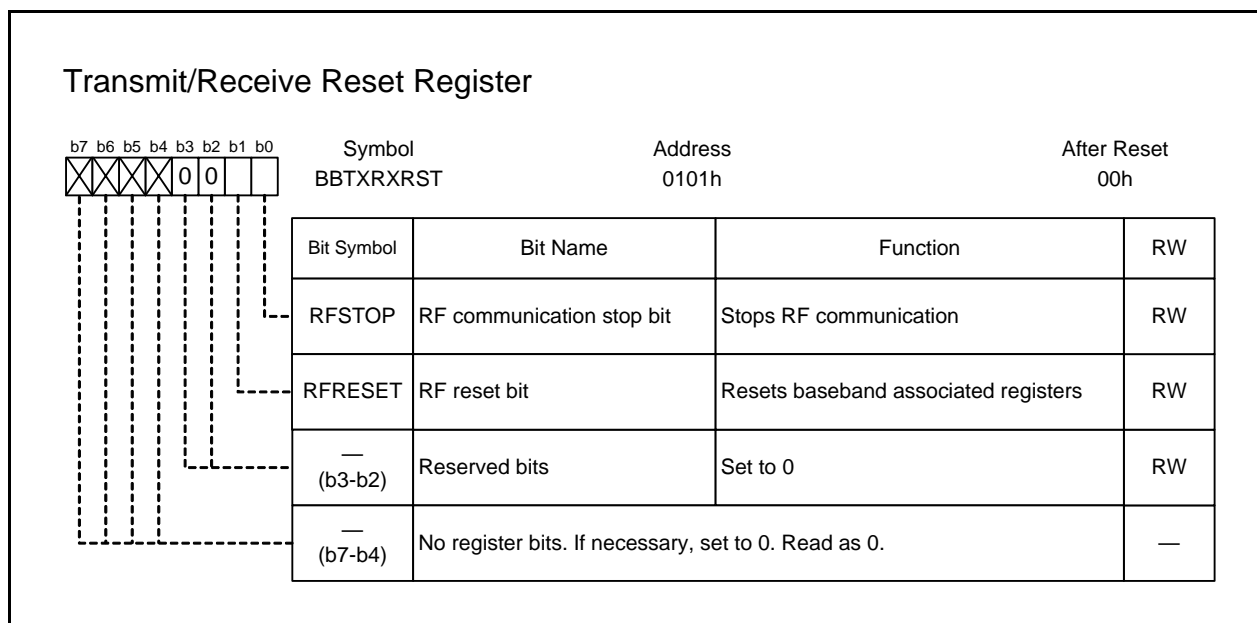 Transmit/Receive Reset Register
b7 b6 b5 b4 b3 b2 b1 b0 Symbol Address After Reset
0 0 BBTXRXRST 0101h 00h
Bit Symbol Bit Name Function RW
RFSTOP RF communication stop bit Stops RF communication RW
RFRESET RF reset bit Resets baseband associated registers RW
—
(b3-b2) Reserved bits Set to 0 RW
—
(b7-b4) No register bits. If necessary, set to 0. Read as 0. —